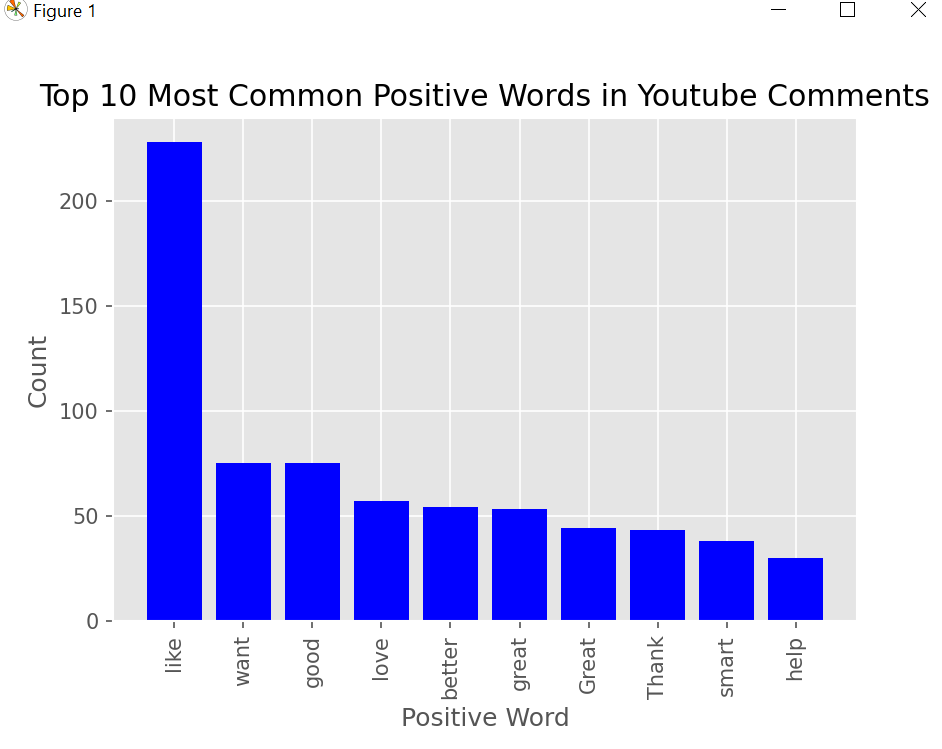 Figure 1
Top 10 Most Common Positive Words in Youtube Comments
Count
200
150
100
50
0
like
want
good
love
better
great
Great
Thank
smart
help
Positive Word